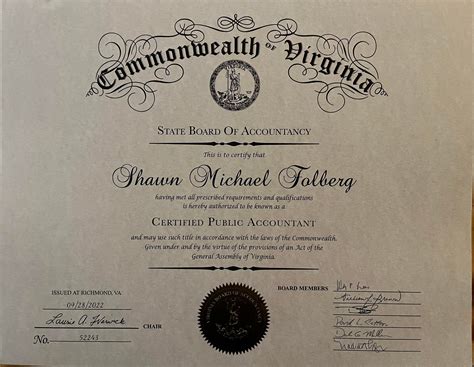 Commonwealth of Virginia
State Board Of Accountancy
This is to certify that
Shawn Michael Folberg
having met all prescribed requirements and qualifications
is hereby authorized to be known as a
Certified Public Accountant
and may use such title in accordance with the laws of the Commonwealth.
Given under and by the virtue of the provisions of an Act of the
General Assembly of Virginia.
ISSUED AT RICHMOND, VA
09/28/2022
Laurie A. Warwick
CHAIR
No. 52243
BOARD MEMBERS